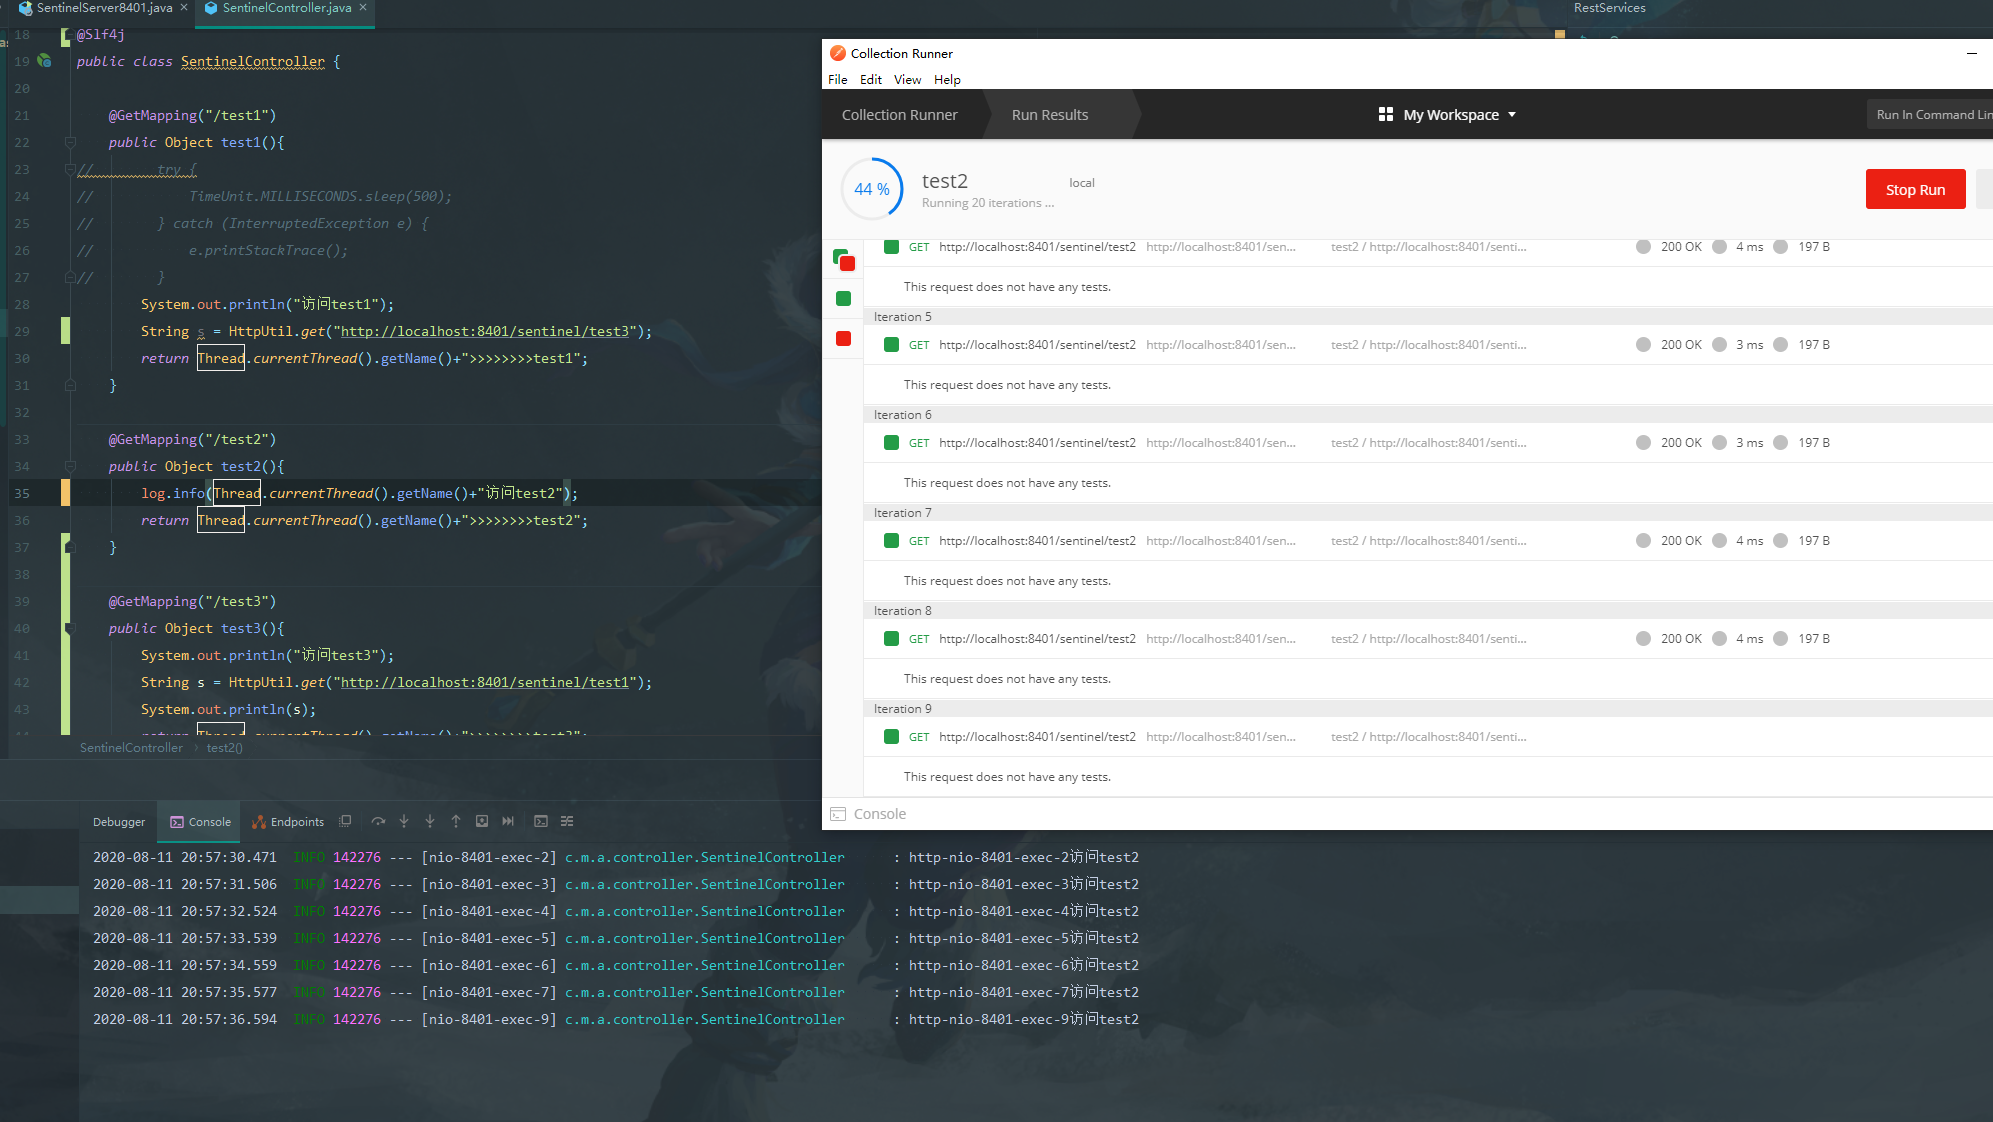 SentinelServer8401.java ×
SentinelController.java ×
RestServices
18 @Slf4j
19 public class SentinelController {
20
21 @GetMapping("/test1")
22 public Object test1(){
23 // try {
24 // TimeUnit.MILLISECONDS.sleep(500);
25 // } catch (InterruptedException e) {
26 // e.printStackTrace();
27 // }
28 System.out.println("访问test1");
29 String s = HttpUtil.get("http://localhost:8401/sentinel/test3");
30 return Thread.currentThread().getName()+">>>>>>>>test1";
31 }
32
33 @GetMapping("/test2")
34 public Object test2(){
35 log.info(Thread.currentThread().getName()+"访问test2");
36 return Thread.currentThread().getName()+">>>>>>>>test2";
37 }
38
39 @GetMapping("/test3")
40 public Object test3(){
41 System.out.println("访问test3");
42 String s = HttpUtil.get("http://localhost:8401/sentinel/test1");
43 System.out.println(s);
44 return Thread.currentThread().getName()+">>>>>>>>test3";
SentinelController › test2()
Collection Runner
File Edit View Help
Collection Runner Run Results My Workspace Run In Command Lin
44 % test2 local
Running 20 iterations ...
Stop Run
GET http://localhost:8401/sentinel/test2 http://localhost:8401/sen... test2 / http://localhost:8401/senti... 200 OK 4 ms 197 B
This request does not have any tests.
Iteration 5
GET http://localhost:8401/sentinel/test2 http://localhost:8401/sen... test2 / http://localhost:8401/senti... 200 OK 3 ms 197 B
This request does not have any tests.
Iteration 6
GET http://localhost:8401/sentinel/test2 http://localhost:8401/sen... test2 / http://localhost:8401/senti... 200 OK 3 ms 197 B
This request does not have any tests.
Iteration 7
GET http://localhost:8401/sentinel/test2 http://localhost:8401/sen... test2 / http://localhost:8401/senti... 200 OK 4 ms 197 B
This request does not have any tests.
Iteration 8
GET http://localhost:8401/sentinel/test2 http://localhost:8401/sen... test2 / http://localhost:8401/senti... 200 OK 4 ms 197 B
This request does not have any tests.
Iteration 9
GET http://localhost:8401/sentinel/test2 http://localhost:8401/sen... test2 / http://localhost:8401/senti...
This request does not have any tests.
Console
Debugger Console Endpoints
2020-08-11 20:57:30.471 INFO 142276 --- [nio-8401-exec-2] c.m.a.controller.SentinelController : http-nio-8401-exec-2访问test2
2020-08-11 20:57:31.506 INFO 142276 --- [nio-8401-exec-3] c.m.a.controller.SentinelController : http-nio-8401-exec-3访问test2
2020-08-11 20:57:32.524 INFO 142276 --- [nio-8401-exec-4] c.m.a.controller.SentinelController : http-nio-8401-exec-4访问test2
2020-08-11 20:57:33.539 INFO 142276 --- [nio-8401-exec-5] c.m.a.controller.SentinelController : http-nio-8401-exec-5访问test2
2020-08-11 20:57:34.559 INFO 142276 --- [nio-8401-exec-6] c.m.a.controller.SentinelController : http-nio-8401-exec-6访问test2
2020-08-11 20:57:35.577 INFO 142276 --- [nio-8401-exec-7] c.m.a.controller.SentinelController : http-nio-8401-exec-7访问test2
2020-08-11 20:57:36.594 INFO 142276 --- [nio-8401-exec-9] c.m.a.controller.SentinelController : http-nio-8401-exec-9访问test2